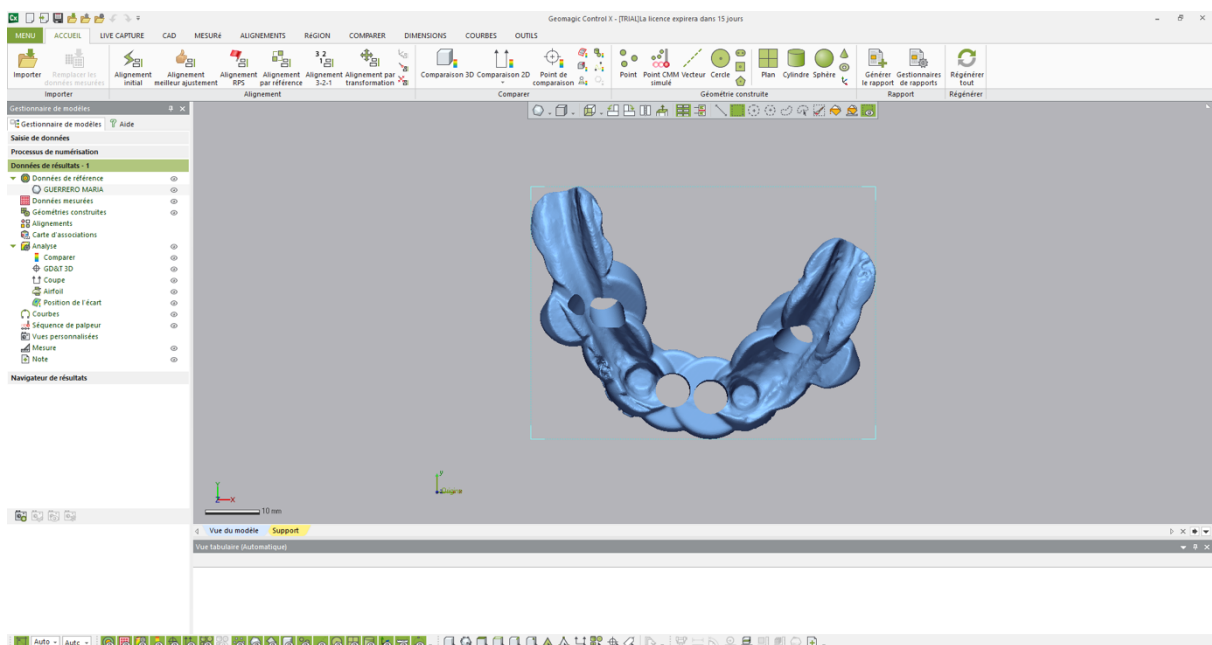 Geomagic Control X - [TRIAL]La licence expirera dans 15 jours
MENU ACCUEIL LIVE CAPTURE CAD MESURé ALIGNEMENTS RéGION COMPARER DIMENSIONS COURBES OUTILS
Importer
Remplacer les données mesurées
Alignement initial
Alignement meilleur ajustement
Alignement RPS
Alignement par référence
3 2 1
Alignement 3-2-1
Alignement par transformation
Comparaison 3D
Comparaison 2D
Point de comparaison
Point
Point CMM simulé
Vecteur
Cercle
Plan
Cylindre
Sphère
Générer le rapport
Gestionnaires de rapports
Régénérer tout
Importer Alignement Comparer Géométrie construite Rapport Régénérer
Gestionnaire de modèles
Gestionnaire de modèles Aide
Saisie de données
Processus de numérisation
Données de résultats - 1
Données de référence
GUERRERO MARIA
Données mesurées
Géométries construites
Alignements
Carte d'associations
Analyse
Comparer
GD&T 3D
Coupe
Airfoil
Position de l'écart
Courbes
Séquence de palpeur
Vues personnalisées
Mesure
Note
Navigateur de résultats
Y
Z X
10 mm
Vue du modèle Support
Vue tabulaire (Automatique)
Auto